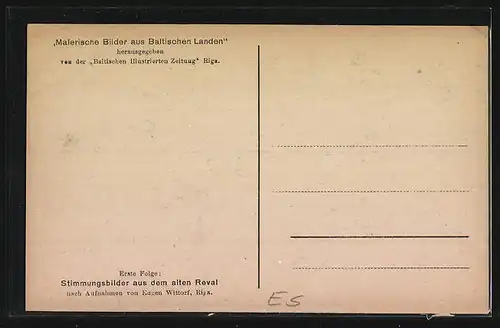 „Malerische Bilder aus Baltischen Landen“
herausgegeben
von der „Baltischen Illustrierten Zeitung“ Riga.
Erste Folge:
Stimmungsbilder aus dem alten Reval
nach Aufnahmen von Eugen Wittorf, Riga.
ES